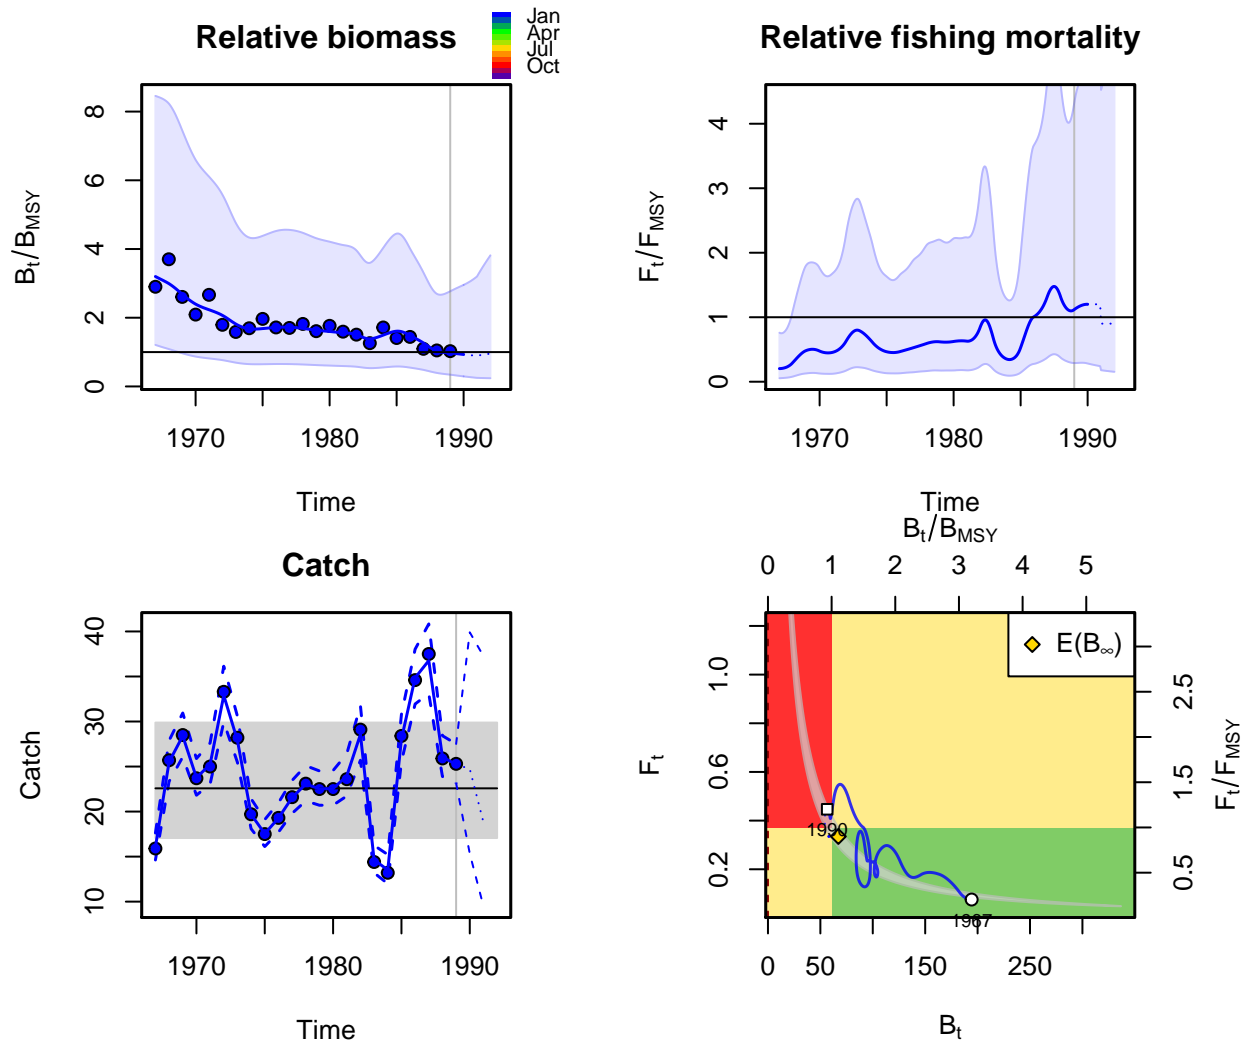 Relative biomass
Jan
Apr
Jul
Oct
B_t/B_MSY
0 2 4 6 8
1970 1980 1990
Time
Relative fishing mortality
F_t/F_MSY
0 1 2 3 4
1970 1980 1990
Time
Catch
Catch
10 20 30 40
1970 1980 1990
Time
B_t/B_MSY
0 1 2 3 4 5
E(B_∞)
F_t
0.2 0.6 1.0
1990
1967
0.5 1.5 2.5
F_t/F_MSY
0 50 150 250
B_t